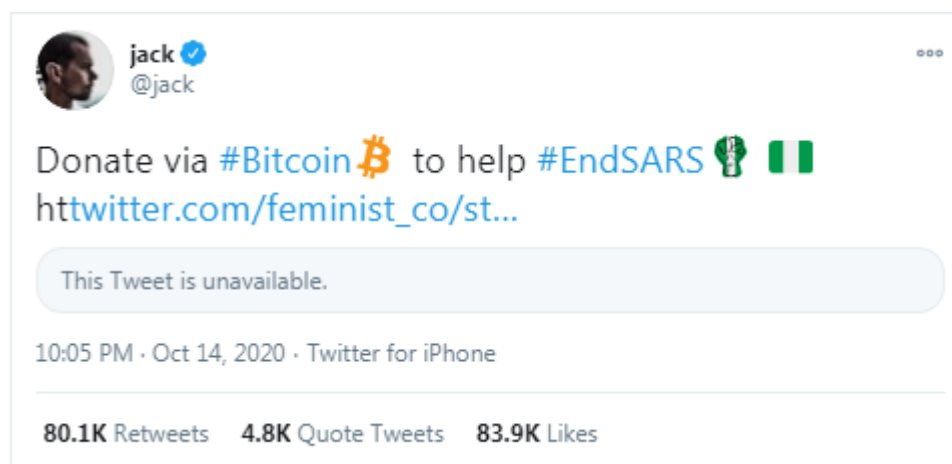 jack
@jack
Donate via #Bitcoin to help #EndSARS
httwitter.com/feminist_co/st...
This Tweet is unavailable.
10:05 PM · Oct 14, 2020 · Twitter for iPhone
80.1K Retweets 4.8K Quote Tweets 83.9K Likes